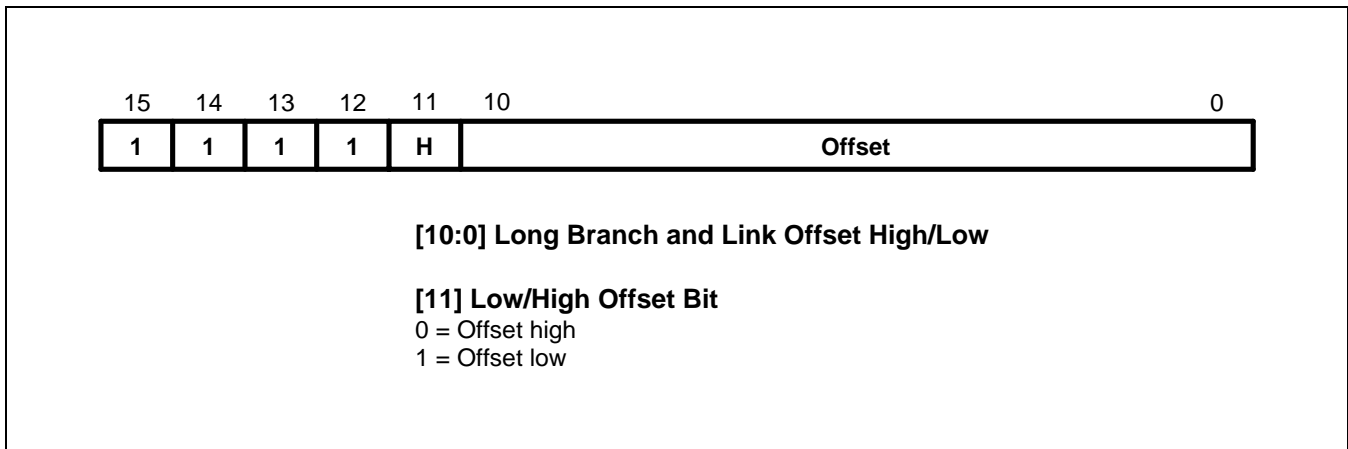 15 14 13 12 11 10 0
1 1 1 1 H Offset
[10:0] Long Branch and Link Offset High/Low
[11] Low/High Offset Bit
0 = Offset high
1 = Offset low